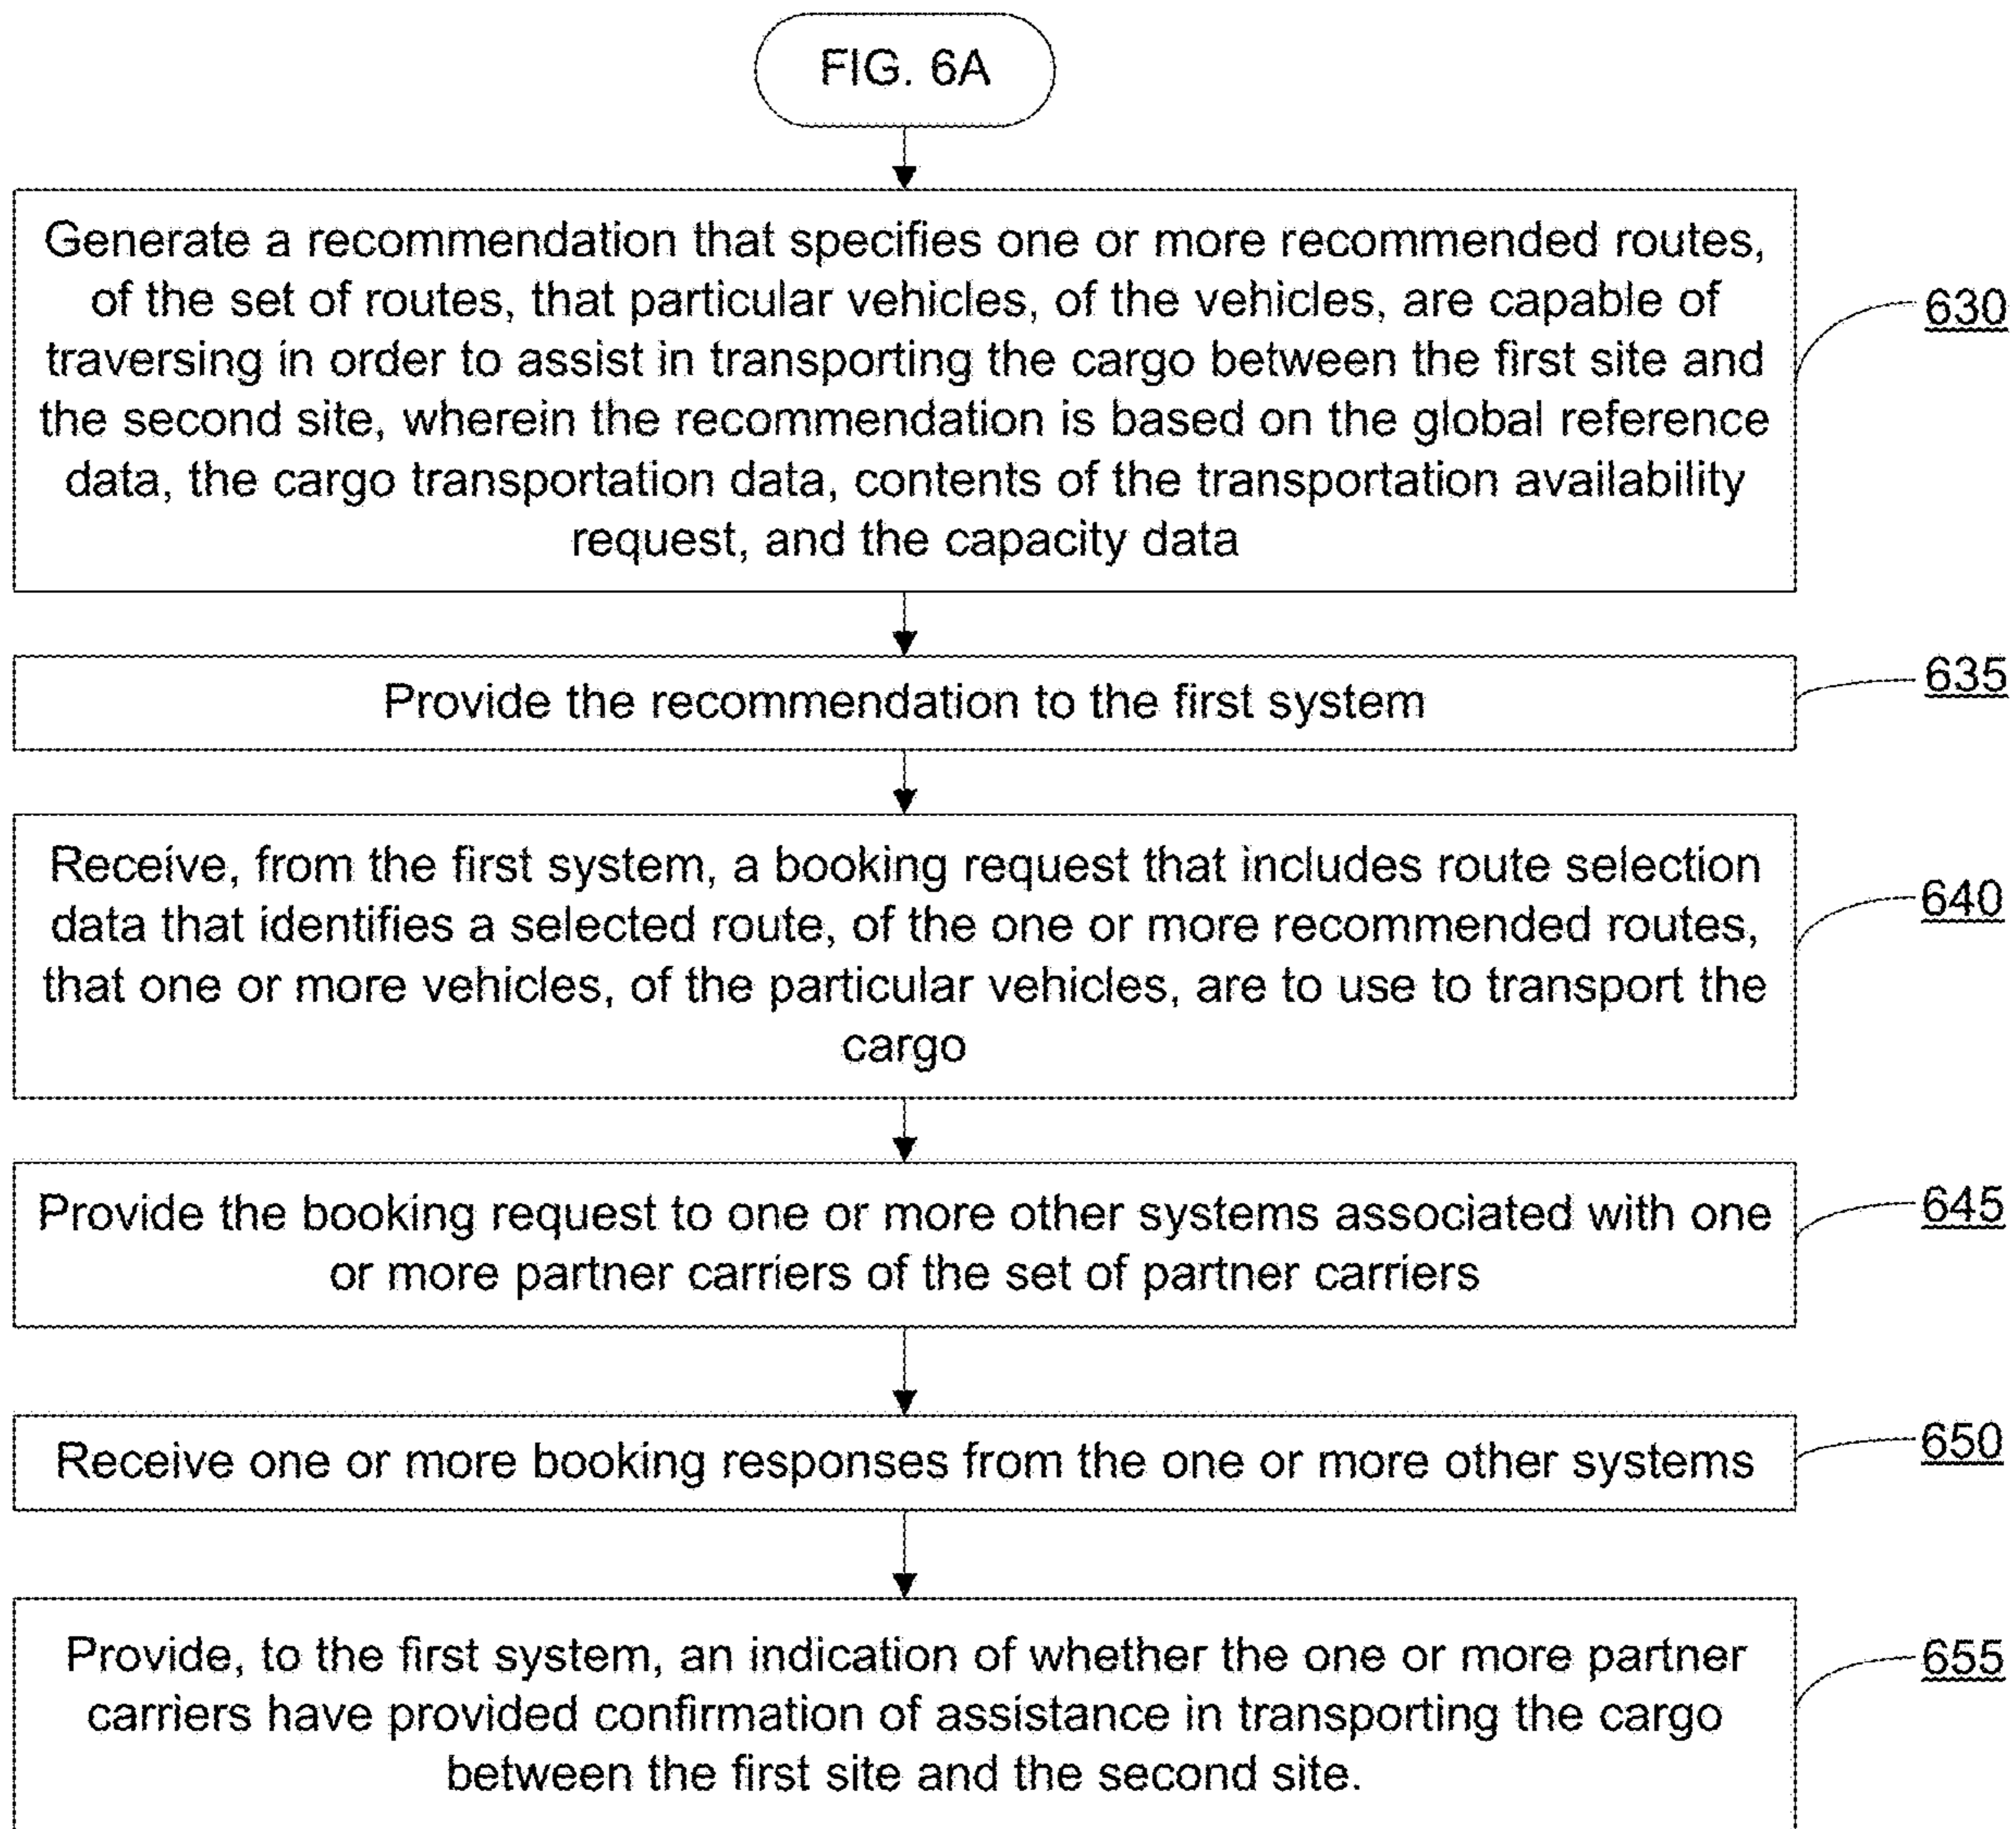 FIG. 6A
Generate a recommendation that specifies one or more recommended routes,
of the set of routes, that particular vehicles, of the vehicles, are capable of
traversing in order to assist in transporting the cargo between the first site and
the second site, wherein the recommendation is based on the global reference
data, the cargo transportation data, contents of the transportation availability
request, and the capacity data
630
Provide the recommendation to the first system
635
Receive, from the first system, a booking request that includes route selection
data that identifies a selected route, of the one or more recommended routes,
that one or more vehicles, of the particular vehicles, are to use to transport the
cargo
640
Provide the booking request to one or more other systems associated with one
or more partner carriers of the set of partner carriers
645
Receive one or more booking responses from the one or more other systems
650
Provide, to the first system, an indication of whether the one or more partner
carriers have provided confirmation of assistance in transporting the cargo
between the first site and the second site.
655